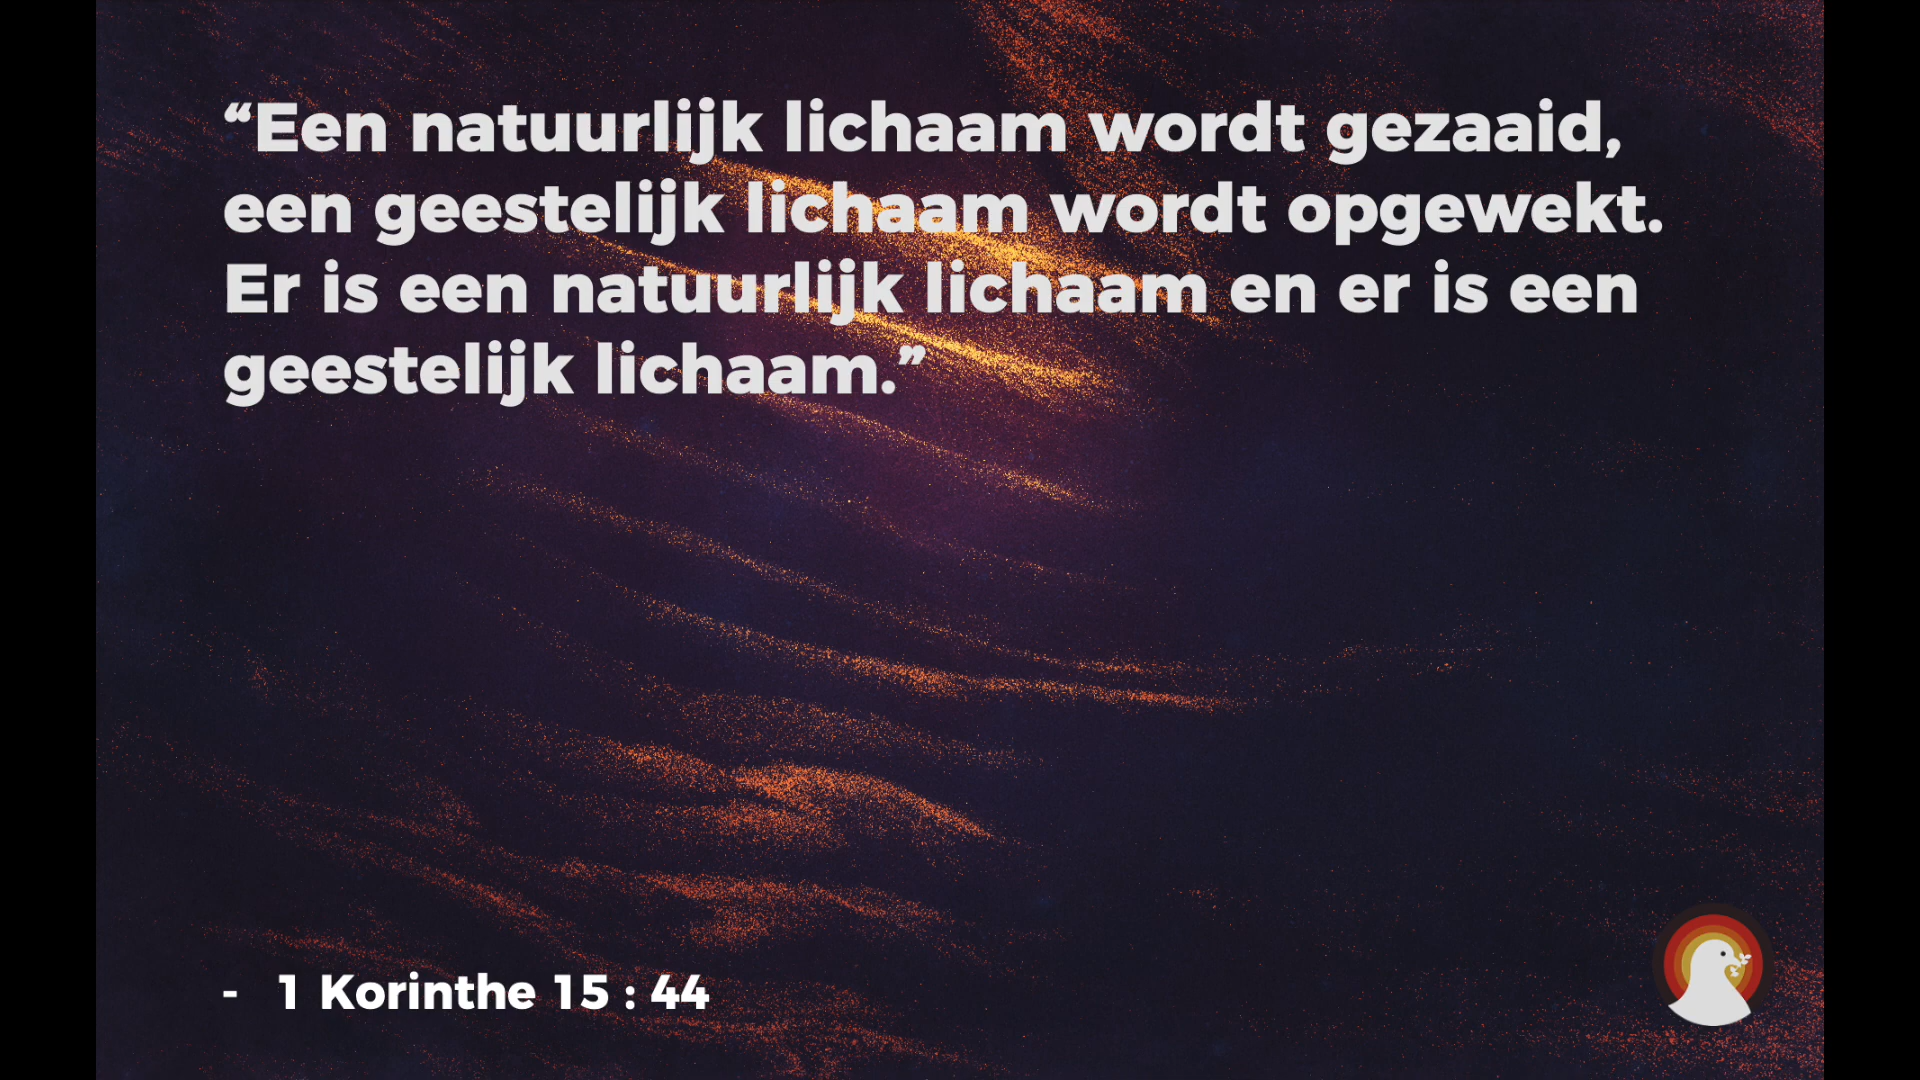 “Een natuurlijk lichaam wordt gezaaid,
een geestelijk lichaam wordt opgewekt.
Er is een natuurlijk lichaam en er is een
geestelijk lichaam.”
- 1 Korinthe 15 : 44